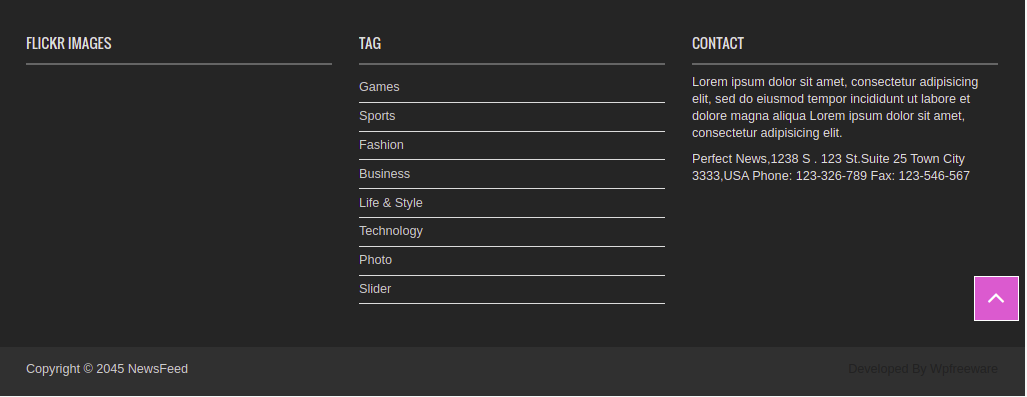 FLICKR IMAGES
TAG
Games
Sports
Fashion
Business
Life & Style
Technology
Photo
Slider
CONTACT
Lorem ipsum dolor sit amet, consectetur adipisicing
elit, sed do eiusmod tempor incididunt ut labore et
dolore magna aliqua Lorem ipsum dolor sit amet,
consectetur adipisicing elit.
Perfect News,1238 S . 123 St.Suite 25 Town City
3333,USA Phone: 123-326-789 Fax: 123-546-567
Copyright © 2045 NewsFeed
Developed By Wpfreeware